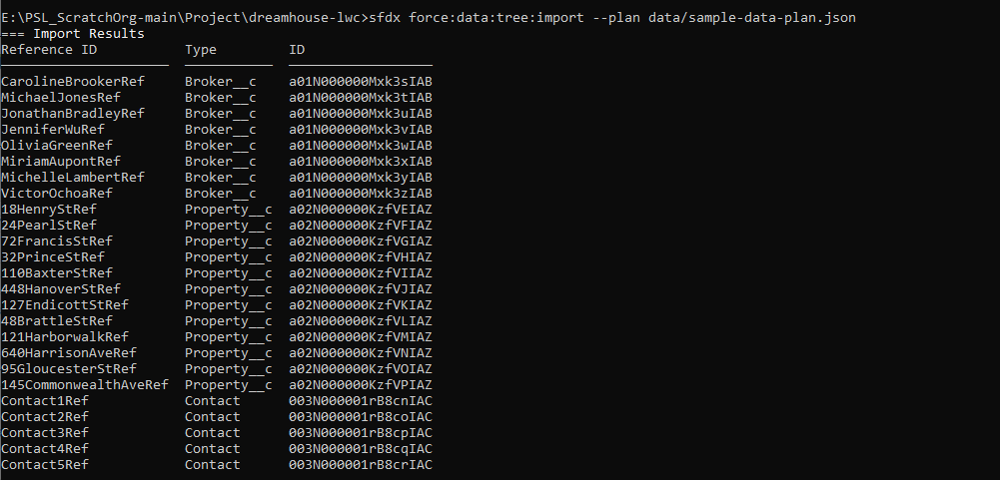 E:\PSL_ScratchOrg-main\Project\dreamhouse-lwc>sfdx force:data:tree:import --plan data/sample-data-plan.json
=== Import Results
Reference ID Type ID
CarolineBrookerRef Broker__c a01N000000Mxk3sIAB
MichaelJonesRef Broker__c a01N000000Mxk3tIAB
JonathanBradleyRef Broker__c a01N000000Mxk3uIAB
JenniferWuRef Broker__c a01N000000Mxk3vIAB
OliviaGreenRef Broker__c a01N000000Mxk3wIAB
MiriamAupontRef Broker__c a01N000000Mxk3xIAB
MichelleLambertRef Broker__c a01N000000Mxk3yIAB
VictorOchoaRef Broker__c a01N000000Mxk3zIAB
18HenryStRef Property__c a02N000000KzfVEIAZ
24PearlStRef Property__c a02N000000KzfVFIAZ
72FrancisStRef Property__c a02N000000KzfVGIAZ
32PrinceStRef Property__c a02N000000KzfVHIAZ
110BaxterStRef Property__c a02N000000KzfVIIAZ
448HanoverStRef Property__c a02N000000KzfVJIAZ
127EndicottStRef Property__c a02N000000KzfVKIAZ
48BrattleStRef Property__c a02N000000KzfVLIAZ
121HarborwalkRef Property__c a02N000000KzfVMIAZ
640HarrisonAveRef Property__c a02N000000KzfVNIAZ
95GloucesterStRef Property__c a02N000000KzfVOIAZ
145CommonwealthAveRef Property__c a02N000000KzfVPIAZ
Contact1Ref Contact 003N000001rB8cnIAC
Contact2Ref Contact 003N000001rB8coIAC
Contact3Ref Contact 003N000001rB8cpIAC
Contact4Ref Contact 003N000001rB8cqIAC
Contact5Ref Contact 003N000001rB8crIAC